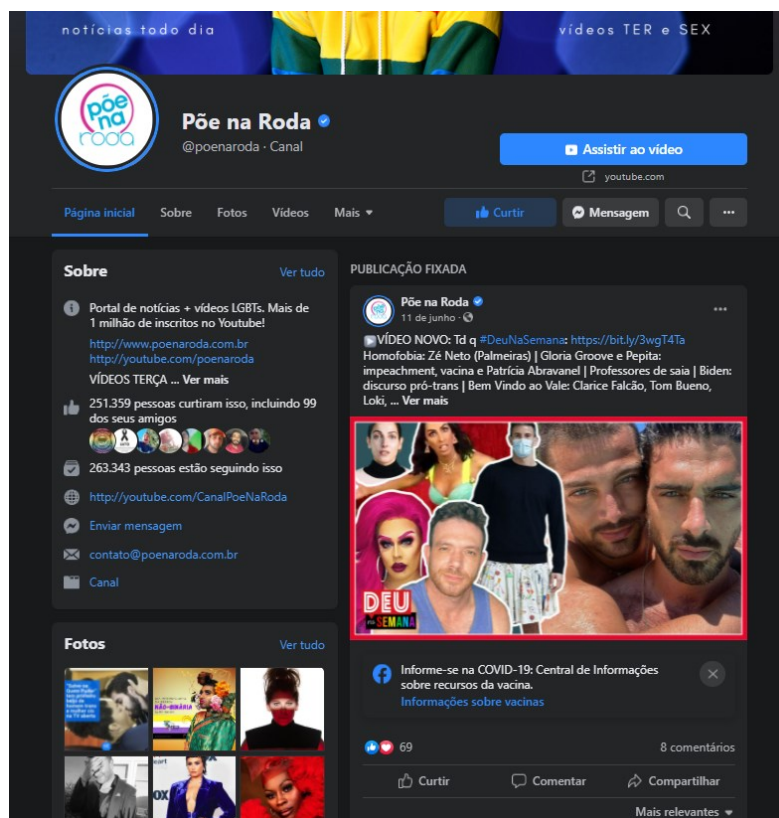 notícias todo dia
vídeos TER e SEX
põe
na
roda
Põe na Roda
@poenaroda · Canal
Assistir ao vídeo
youtube.com
Página inicial
Sobre
Fotos
Vídeos
Mais
Curtir
Mensagem
Sobre
Ver tudo
Portal de notícias + vídeos LGBTs. Mais de
1 milhão de inscritos no Youtube!
http://www.poenaroda.com.br
http://youtube.com/poenaroda
VÍDEOS TERÇA ... Ver mais
251.359 pessoas curtiram isso, incluindo 99
dos seus amigos
263.343 pessoas estão seguindo isso
http://youtube.com/CanalPoeNaRoda
Enviar mensagem
contato@poenaroda.com.br
Canal
Fotos
Ver tudo
NÃO-BINÁRIA
PUBLICAÇÃO FIXADA
Põe na Roda
11 de junho ·
VÍDEO NOVO: Td q #DeuNaSemana: https://bit.ly/3wgT4Ta
Homofobia: Zé Neto (Palmeiras) | Gloria Groove e Pepita:
impeachment, vacina e Patrícia Abravanel | Professores de saia | Biden:
discurso pró-trans | Bem Vindo ao Vale: Clarice Falcão, Tom Bueno,
Loki, ... Ver mais
DEU
NA SEMANA
Informe-se na COVID-19: Central de Informações
sobre recursos da vacina.
Informações sobre vacinas
69
8 comentários
Curtir
Comentar
Compartilhar
Mais relevantes